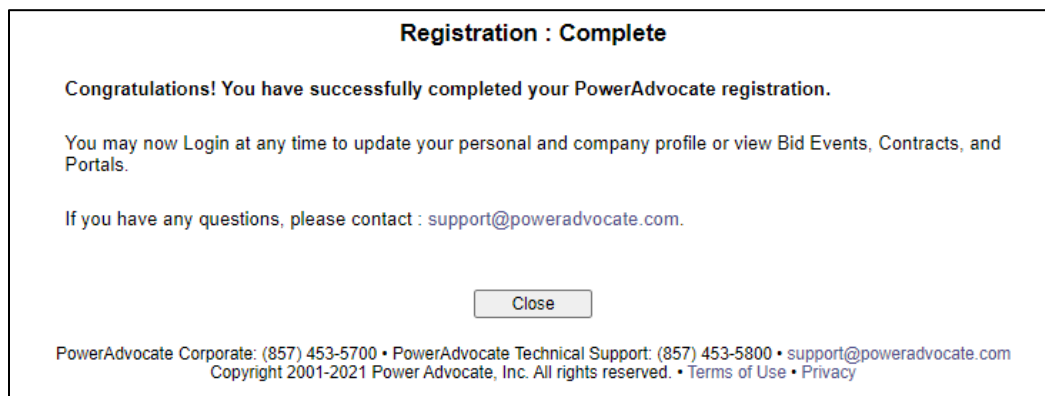 Registration : Complete
Congratulations! You have successfully completed your PowerAdvocate registration.
You may now Login at any time to update your personal and company profile or view Bid Events, Contracts, and
Portals.
If you have any questions, please contact : support@poweradvocate.com.
Close
PowerAdvocate Corporate: (857) 453-5700 • PowerAdvocate Technical Support: (857) 453-5800 • support@poweradvocate.com
Copyright 2001-2021 Power Advocate, Inc. All rights reserved. • Terms of Use • Privacy